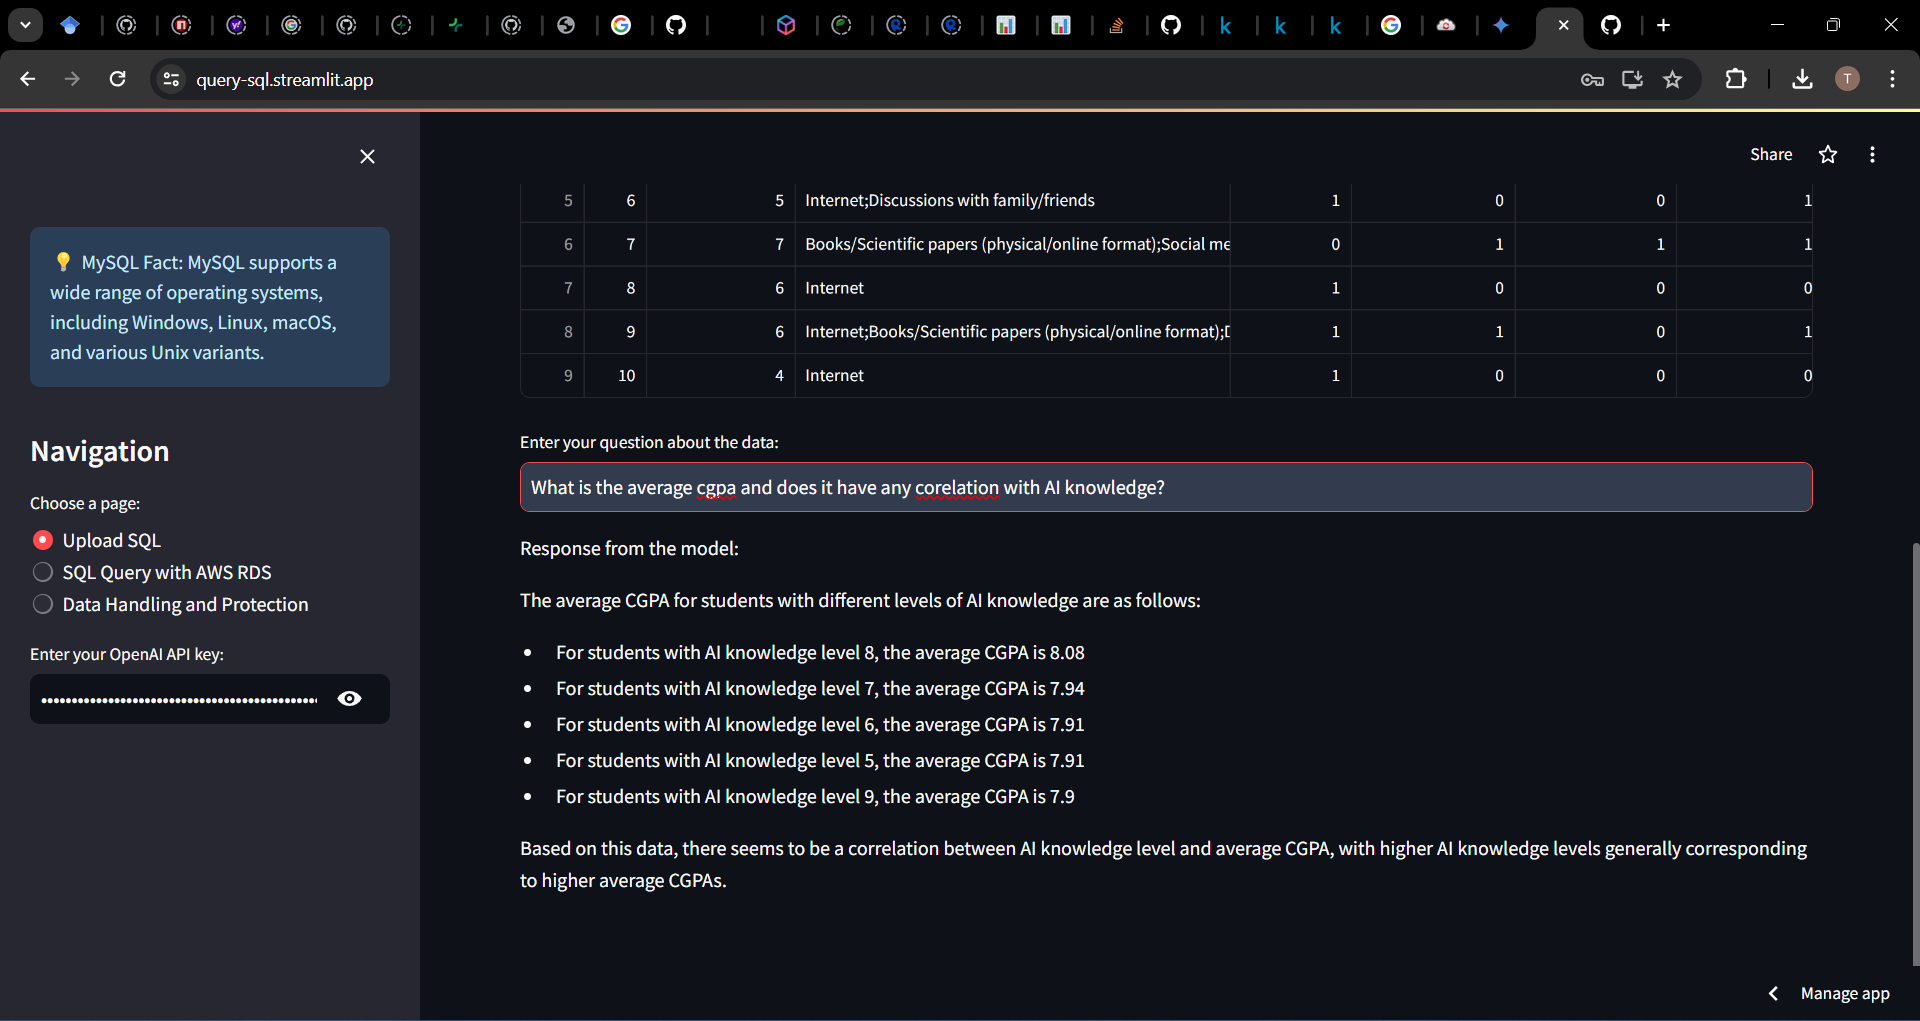 query-sql.streamlit.app
T
Share
💡 MySQL Fact: MySQL supports a
wide range of operating systems,
including Windows, Linux, macOS,
and various Unix variants.
Navigation
Choose a page:
Upload SQL
SQL Query with AWS RDS
Data Handling and Protection
Enter your OpenAI API key:
5 6 5 Internet;Discussions with family/friends 1 0 0 1
6 7 7 Books/Scientific papers (physical/online format);Social me 0 1 1 1
7 8 6 Internet 1 0 0 0
8 9 6 Internet;Books/Scientific papers (physical/online format);D 1 1 0 1
9 10 4 Internet 1 0 0 0
Enter your question about the data:
What is the average cgpa and does it have any corelation with AI knowledge?
Response from the model:
The average CGPA for students with different levels of AI knowledge are as follows:
• For students with AI knowledge level 8, the average CGPA is 8.08
• For students with AI knowledge level 7, the average CGPA is 7.94
• For students with AI knowledge level 6, the average CGPA is 7.91
• For students with AI knowledge level 5, the average CGPA is 7.91
• For students with AI knowledge level 9, the average CGPA is 7.9
Based on this data, there seems to be a correlation between AI knowledge level and average CGPA, with higher AI knowledge levels generally corresponding
to higher average CGPAs.
Manage app